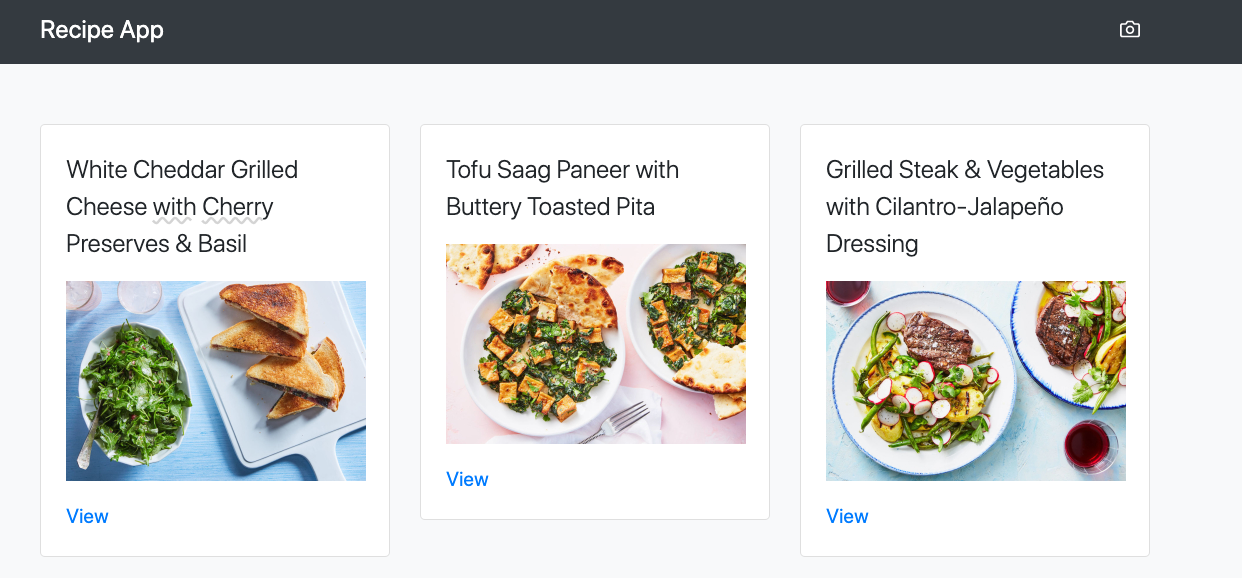 Recipe App
White Cheddar Grilled
Cheese with Cherry
Preserves & Basil
View
Tofu Saag Paneer with
Buttery Toasted Pita
View
Grilled Steak & Vegetables
with Cilantro-Jalapeño
Dressing
View